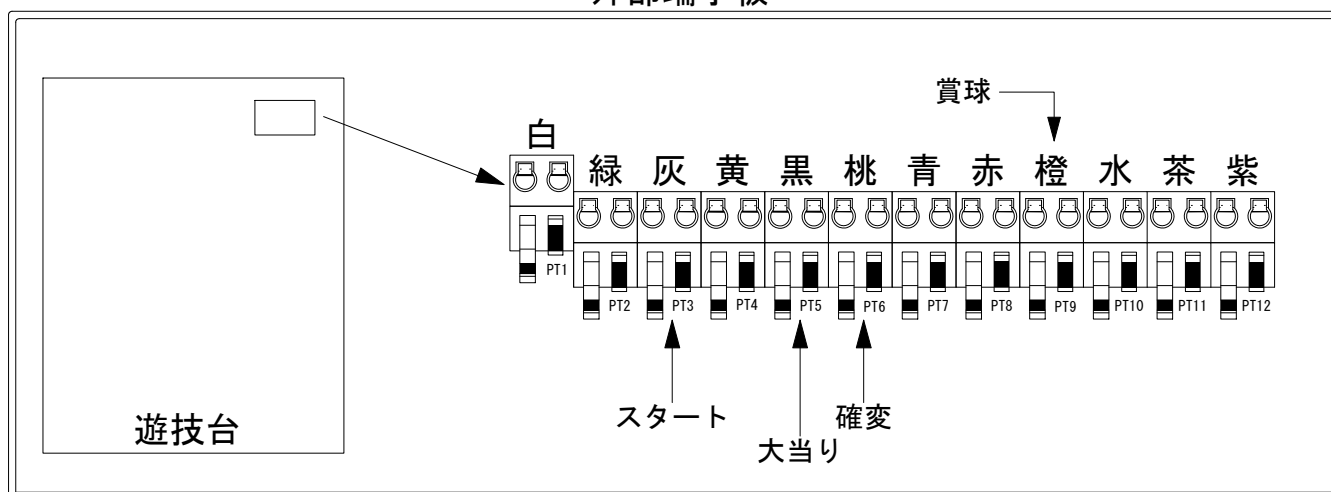 賞球
白
緑 灰 黄 黒 桃 青 赤 橙 水 茶 紫
PT1
PT2 PT3 PT4 PT5 PT6 PT7 PT8 PT9 PT10 PT11 PT12
スタート 確変
大当り
遊技台